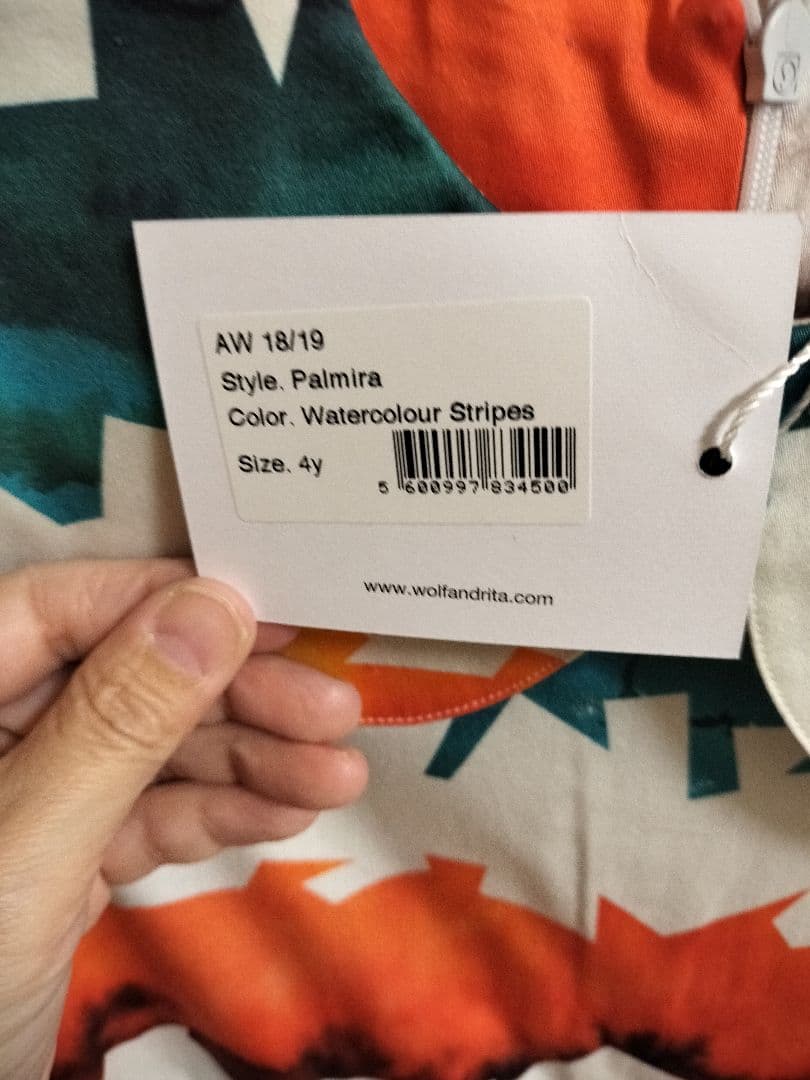 AW 18/19
Style. Palmira
Color. Watercolour Stripes
Size. 4y
5 600997 834500
www.wolfandrita.com